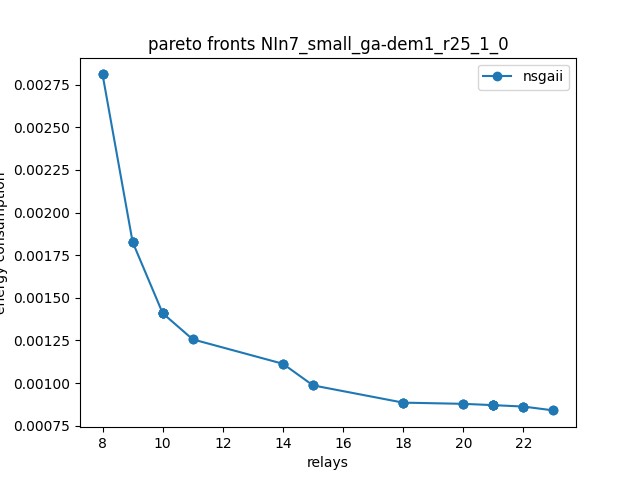 pareto fronts NIn7_small_ga-dem1_r25_1_0
nsgaii
0.00275
0.00250
0.00225
0.00200
0.00175
0.00150
0.00125
0.00100
0.00075
energy consumption
8 10 12 14 16 18 20 22
relays